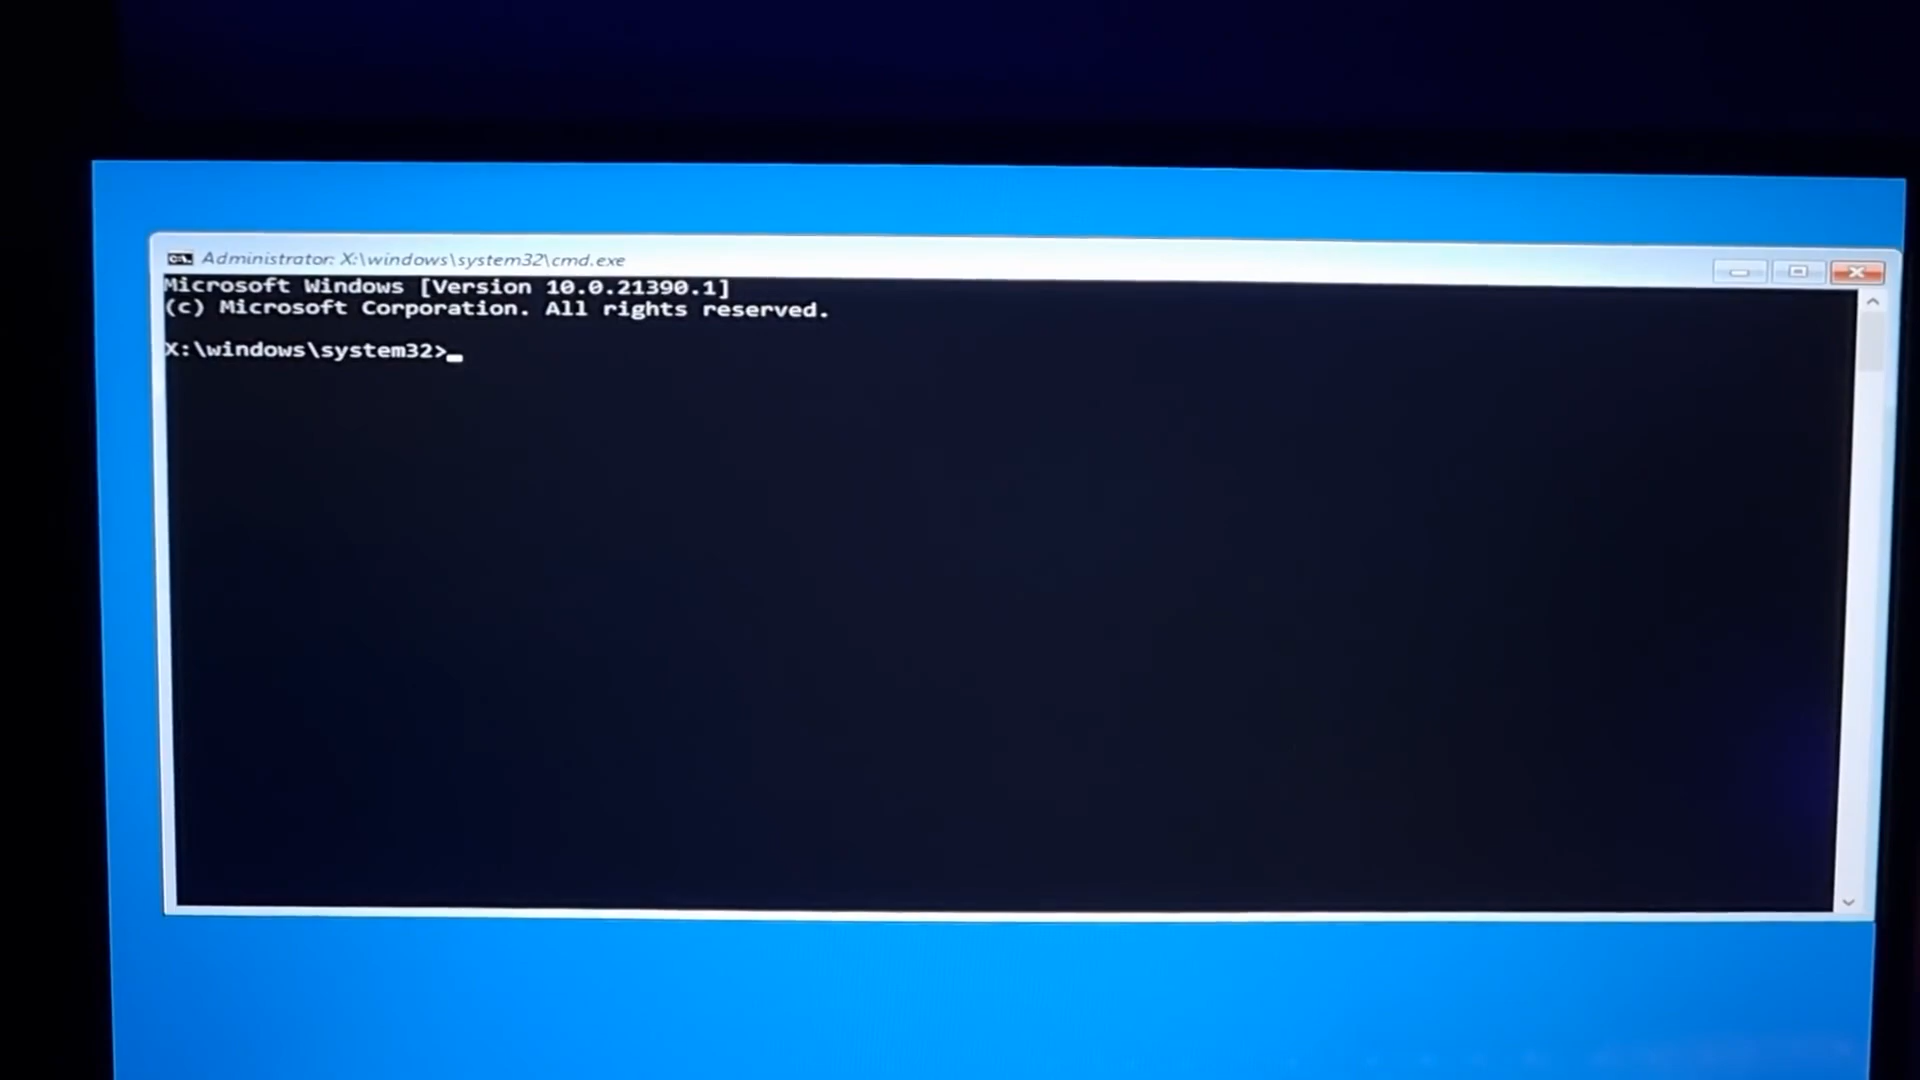 Administrator: X:\windows\system32\cmd.exe
Microsoft Windows [Version 10.0.21390.1]
(c) Microsoft Corporation. All rights reserved.
X:\windows\system32>_